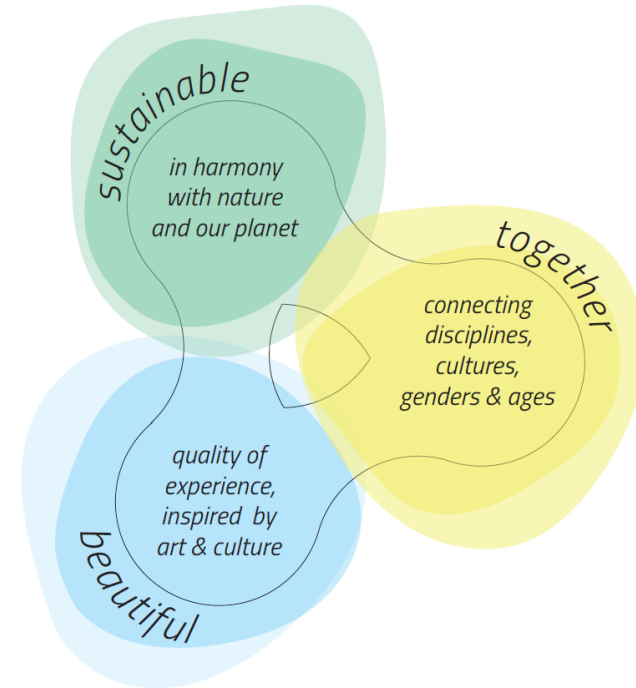 sustainable
in harmony
with nature
and our planet
together
connecting
disciplines,
cultures,
genders & ages
quality of
experience,
inspired by
art & culture
beautiful